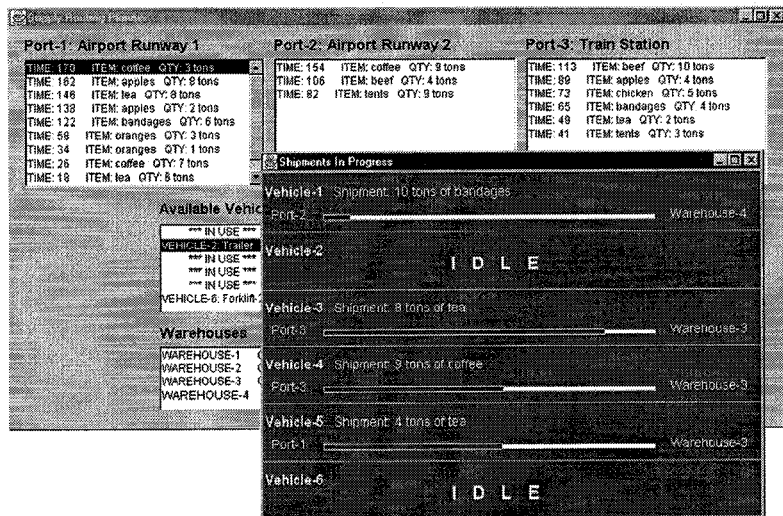 Supply Routing Planner
Port-1: Airport Runway 1
TIME: 170 ITEM: coffee QTY: 3 tons
TIME: 162 ITEM: apples QTY: 8 tons
TIME: 146 ITEM: tea QTY: 8 tons
TIME: 138 ITEM: apples QTY: 2 tons
TIME: 122 ITEM: bandages QTY: 6 tons
TIME: 58 ITEM: oranges QTY: 3 tons
TIME: 34 ITEM: oranges QTY: 1 tons
TIME: 26 ITEM: coffee QTY: 7 tons
TIME: 18 ITEM: tea QTY: 6 tons
Port-2: Airport Runway 2
TIME: 154 ITEM: coffee QTY: 9 tons
TIME: 106 ITEM: beef QTY: 4 tons
TIME: 82 ITEM: tents QTY: 9 tons
Port-3: Train Station
TIME: 113 ITEM: beef QTY: 10 tons
TIME: 89 ITEM: apples QTY: 4 tons
TIME: 73 ITEM: chicken QTY: 5 tons
TIME: 65 ITEM: bandages QTY: 4 tons
TIME: 49 ITEM: tea QTY: 2 tons
TIME: 41 ITEM: tents QTY: 3 tons
Available Vehic
*** IN USE ***
VEHICLE-2: Trailer
*** IN USE ***
*** IN USE ***
*** IN USE ***
VEHICLE-6: Forklift-2
Warehouses
WAREHOUSE-1
WAREHOUSE-2
WAREHOUSE-3
WAREHOUSE-4
Shipments In Progress
Vehicle-1 Shipment: 10 tons of bandages
Port-2 Warehouse-4
Vehicle-2
I D L E
Vehicle-3 Shipment: 8 tons of tea
Port-3 Warehouse-3
Vehicle-4 Shipment: 9 tons of coffee
Port-3 Warehouse-3
Vehicle-5 Shipment: 4 tons of tea
Port-1 Warehouse-3
Vehicle-6
I D L E